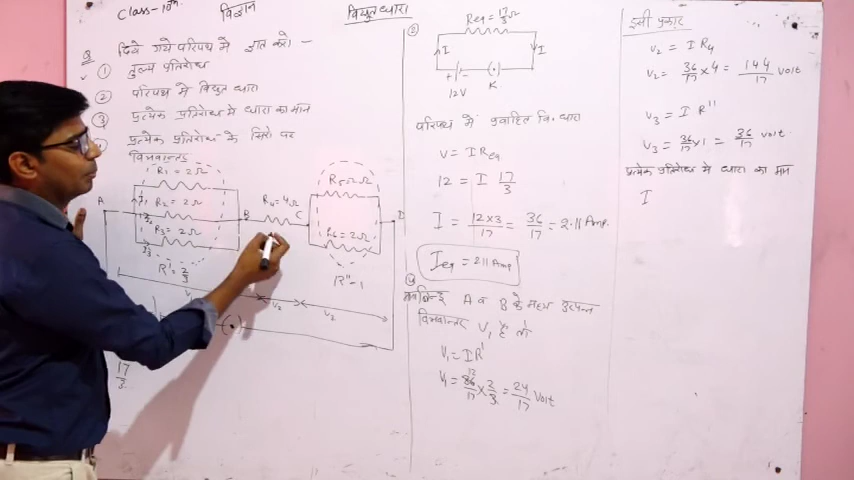 Class-10th विज्ञान विद्युत धारा
Q दिये गये परिपथ में ज्ञात करो -
① तुल्य प्रतिरोध
② परिपथ में विद्युत धारा
③ प्रत्येक प्रतिरोध में धारा का मान
प्रत्येक प्रतिरोध के सिरो पर
विभवान्तर
R₁ = 2Ω
R₂ = 2Ω
R₃ = 2Ω
R' = 2/3
A
B
R₄ = 4Ω
C
R₅ = 2Ω
R₆ = 2Ω
R'' = 1
D
V₂
V₂
17/3
② Req = 17/3 Ω
I
I
12V
K
परिपथ में प्रवाहित वि. धारा
V = I Req
12 = I 17/3
I = 12×3/17 = 36/17 = 2.11 Amp.
Ieq = 2.11 Amp
④
A व B के मध्य उत्पन्न
विभवान्तर V₁ है तो
V₁ = IR'
V₁ = 36/17 × 2/3 = 24/17 Volt
इसी प्रकार
V₂ = I R₄
V₂ = 36/17 × 4 = 144/17 Volt
V₃ = I R''
V₃ = 36/17 × 1 = 36/17 Volt
प्रत्येक प्रतिरोध में धारा का मान
I